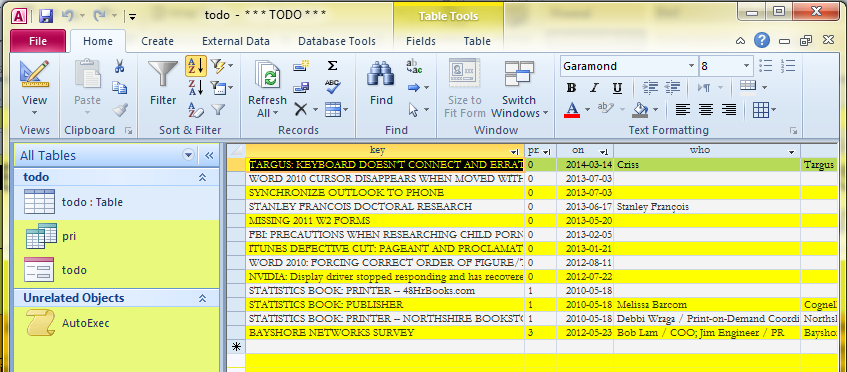 todo - * * * TODO * * *
Table Tools
File Home Create External Data Database Tools Fields Table
View Paste Filter Refresh All Find Size to Fit Form Switch Windows Garamond 8
B I U
A ab
Views Clipboard Sort & Filter Records Find Window Text Formatting
All Tables
todo
todo : Table
pri
todo
Unrelated Objects
AutoExec
key pr on who
TARGUS: KEYBOARD DOESN'T CONNECT AND ERRAT 0 2014-03-14 Criss Targus
WORD 2010 CURSOR DISAPPEARS WHEN MOVED WITH 0 2013-07-03
SYNCHRONIZE OUTLOOK TO PHONE 0 2013-07-03
STANLEY FRANCOIS DOCTORAL RESEARCH 0 2013-06-17 Stanley François
MISSING 2011 W2 FORMS 0 2013-05-20
FBI: PRECAUTIONS WHEN RESEARCHING CHILD PORN 0 2013-02-05
ITUNES DEFECTIVE CUT: PAGEANT AND PROCLAMAT 0 2013-01-21
WORD 2010: FORCING CORRECT ORDER OF FIGURE/T 0 2012-08-11
NVIDIA: Display driver stopped responding and has recovere 0 2012-07-22
STATISTICS BOOK: PRINTER -- 48HrBooks.com 1 2010-05-18
STATISTICS BOOK: PUBLISHER 1 2010-05-18 Melissa Barcom Cognell
STATISTICS BOOK: PRINTER -- NORTHSHIRE BOOKSTO 1 2010-05-18 Debbi Wraga / Print-on-Demand Coordi Northsl
BAYSHORE NETWORKS SURVEY 3 2012-05-23 Bob Lam / COO; Jim Engineer / PR Baysho